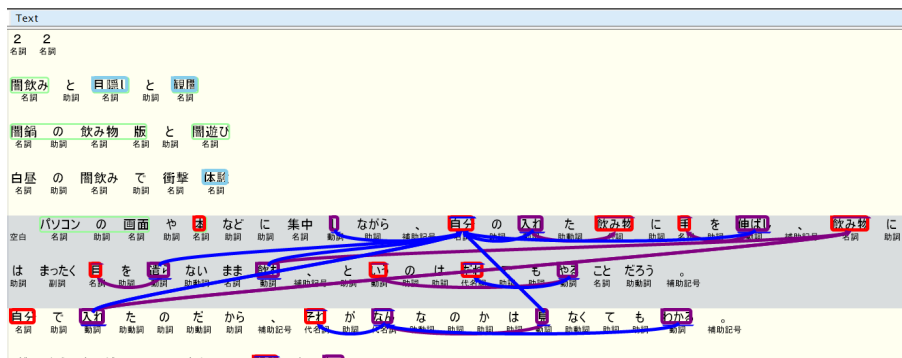 Text
2 2
名詞 名詞
闇飲み と 目隠し と
名詞 助詞 名詞 助詞 名詞
闇鍋 の 飲み物 版 と 闇遊び
名詞 助詞 名詞 名詞 助詞 名詞
白昼 の 闇飲み で 衝撃 体験
名詞 助詞 名詞 助詞 名詞 名詞
パソコン の 画面 や 本 など に 集中 し ながら 、 自分 の 入れ た 飲み物 に 手 を 伸ばし 、 飲み物 に
空白 名詞 助詞 名詞 助詞 名詞 助詞 助詞 名詞 動詞 助詞 補助記号 名詞 助詞 動詞 助動詞 名詞 助詞 名詞 助詞 動詞 補助記号 名詞 助詞
は まったく 目 を 遣ら ない まま 飲む 、 と いう の は だれ も やる こと だろう 。
助詞 副詞 名詞 助詞 動詞 助動詞 名詞 動詞 補助記号 助詞 動詞 助詞 助詞 代名詞 助詞 動詞 名詞 助動詞 補助記号
自分 で 入れ た の だ から 、 それ が なん な の か は 見 なく て も わかる 。
名詞 助詞 動詞 助動詞 助詞 助動詞 助詞 補助記号 代名詞 助詞 代名詞 助動詞 助詞 助詞 助詞 動詞 助動詞 助詞 助詞 動詞 補助記号